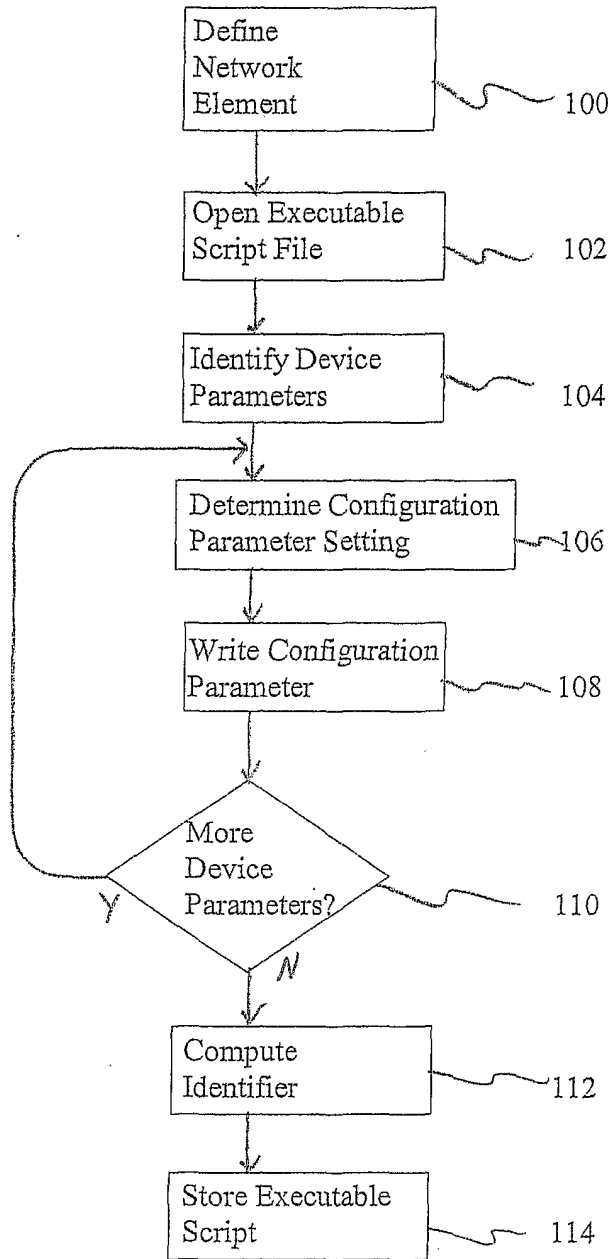 Define
Network
Element
100
Open Executable
Script File
102
Identify Device
Parameters
104
Determine Configuration
Parameter Setting
106
Write Configuration
Parameter
108
More
Device
Parameters?
110
Y
N
Compute
Identifier
112
Store Executable
Script
114